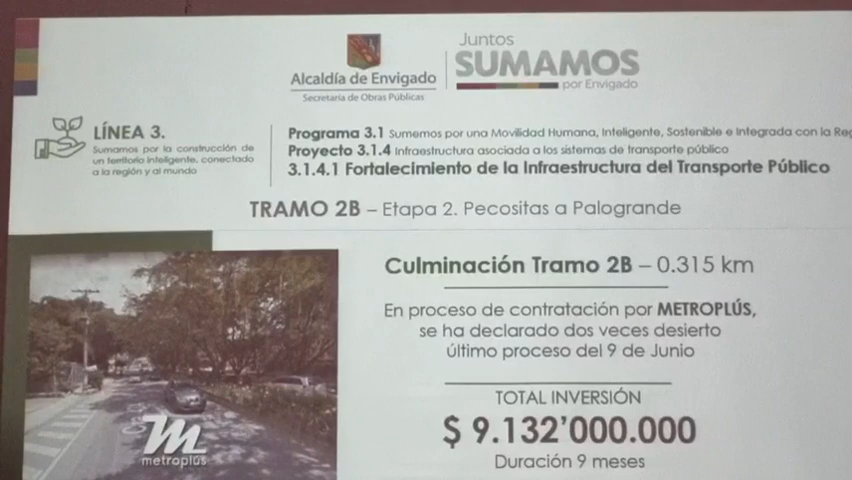 Juntos
SUMAMOS
por Envigado
Alcaldía de Envigado
Secretaría de Obras Públicas
LÍNEA 3.
Sumamos por la construcción de
un territorio inteligente, conectado
a la región y al mundo
Programa 3.1 Sumemos por una Movilidad Humana, Inteligente, Sostenible e Integrada con la Reg
Proyecto 3.1.4 Infraestructura asociada a los sistemas de transporte público
3.1.4.1 Fortalecimiento de la Infraestructura del Transporte Público
TRAMO 2B – Etapa 2. Pecositas a Palogrande
Culminación Tramo 2B – 0.315 km
En proceso de contratación por METROPLÚS,
se ha declarado dos veces desierto
último proceso del 9 de Junio
TOTAL INVERSIÓN
$ 9.132'000.000
Duración 9 meses
metroplús